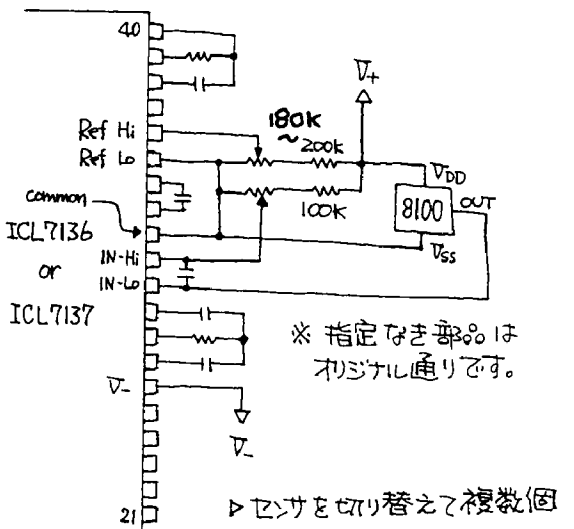 40
V+
180K
~
Ref Hi
200k
Ref Lo
VDD
common
8100
OUT
100k
VSS
ICL7136
IN-Hi
or
IN-Lo
ICL7137
※ 指定なき部品は
オリジナル通りです。
V-
V-
21
▷センサを切り替えて複数個